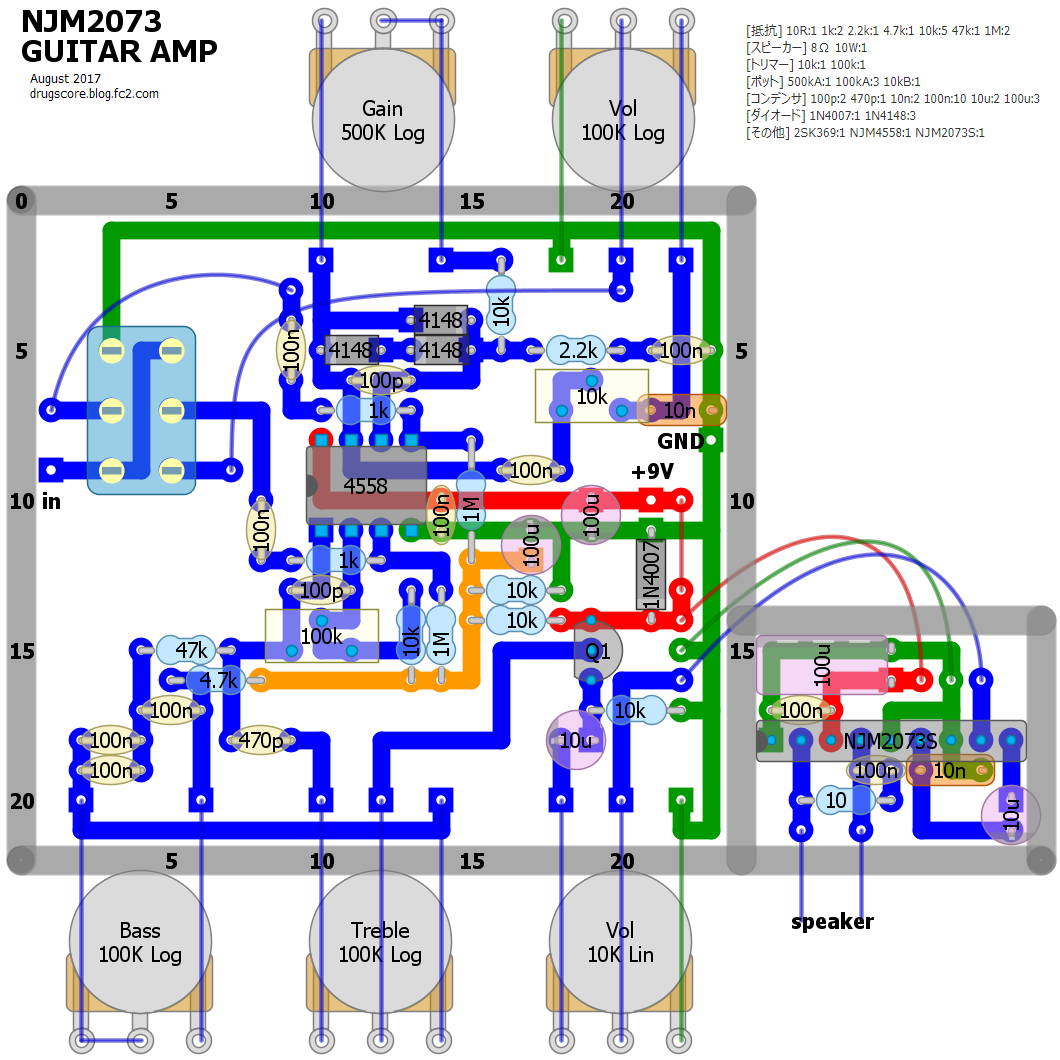 NJM2073
GUITAR AMP
August 2017
drugscore.blog.fc2.com
[抵抗] 10R:1 1k:2 2.2k:1 4.7k:1 10k:5 47k:1 1M:2
[スピーカー] 8Ω 10W:1
[トリマー] 10k:1 100k:1
[ポット] 500kA:1 100kA:3 10kB:1
[コンデンサ] 100p:2 470p:1 10n:2 100n:10 10u:2 100u:3
[ダイオード] 1N4007:1 1N4148:3
[その他] 2SK369:1 NJM4558:1 NJM2073S:1
Gain
500K Log
Vol
100K Log
0
5
10
15
20
4148
10k
5
4148
4148
2.2k
100n
5
100n
100p
10k
1k
10n
GND
100n
+9V
4558
10
in
100n
1M
100u
10
100n
100u
1N4007
1k
100p
10k
10k
100k
10k
1M
Q1
15
47k
15
100u
4.7k
100n
10k
100n
100n
470p
10u
NJM2073S
100n
100n
10n
20
10
10u
5
10
15
20
speaker
Bass
100K Log
Treble
100K Log
Vol
10K Lin